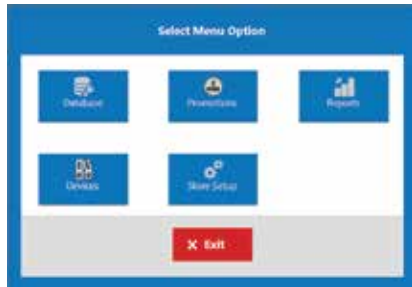 Select Menu Option
Database
Promotions
Reports
Devices
Store Setup
Exit